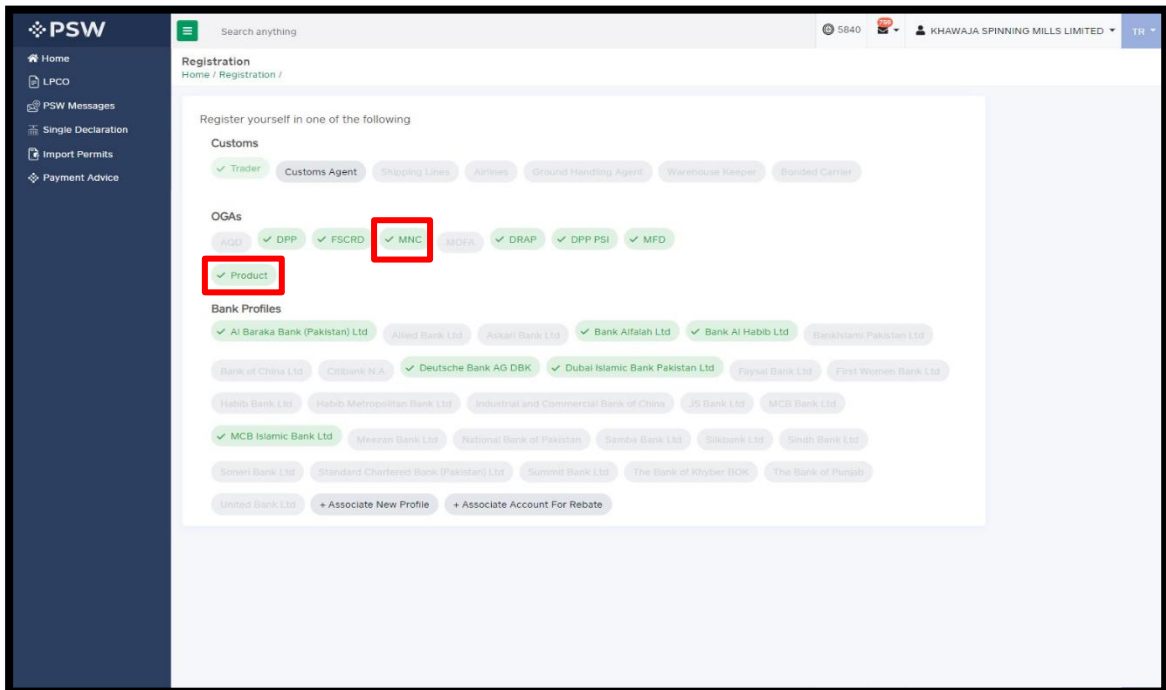 PSW
Search anything
5840
799
KHAWAJA SPINNING MILLS LIMITED
TR
Home
LPCO
PSW Messages
Single Declaration
Import Permits
Payment Advice
Registration
Home / Registration /
Register yourself in one of the following
Customs
Trader Customs Agent Shipping Lines Airlines Ground Handling Agent Warehouse Keeper Bonded Carrier
OGAs
AQD DPP FSCRD MNC MOFA DRAP DPP PSI MFD
Product
Bank Profiles
Al Baraka Bank (Pakistan) Ltd Allied Bank Ltd Askari Bank Ltd Bank Alfalah Ltd Bank Al Habib Ltd BankIslami Pakistan Ltd
Bank of China Ltd Citibank N.A Deutsche Bank AG DBK Dubai Islamic Bank Pakistan Ltd Faysal Bank Ltd First Women Bank Ltd
Habib Bank Ltd Habib Metropolitan Bank Ltd Industrial and Commercial Bank of China JS Bank Ltd MCB Bank Ltd
MCB Islamic Bank Ltd Meezan Bank Ltd National Bank of Pakistan Samba Bank Ltd Silkbank Ltd Sindh Bank Ltd
Soneri Bank Ltd Standard Chartered Bank (Pakistan) Ltd Summit Bank Ltd The Bank of Khyber BOK The Bank of Punjab
United Bank Ltd + Associate New Profile + Associate Account For Rebate